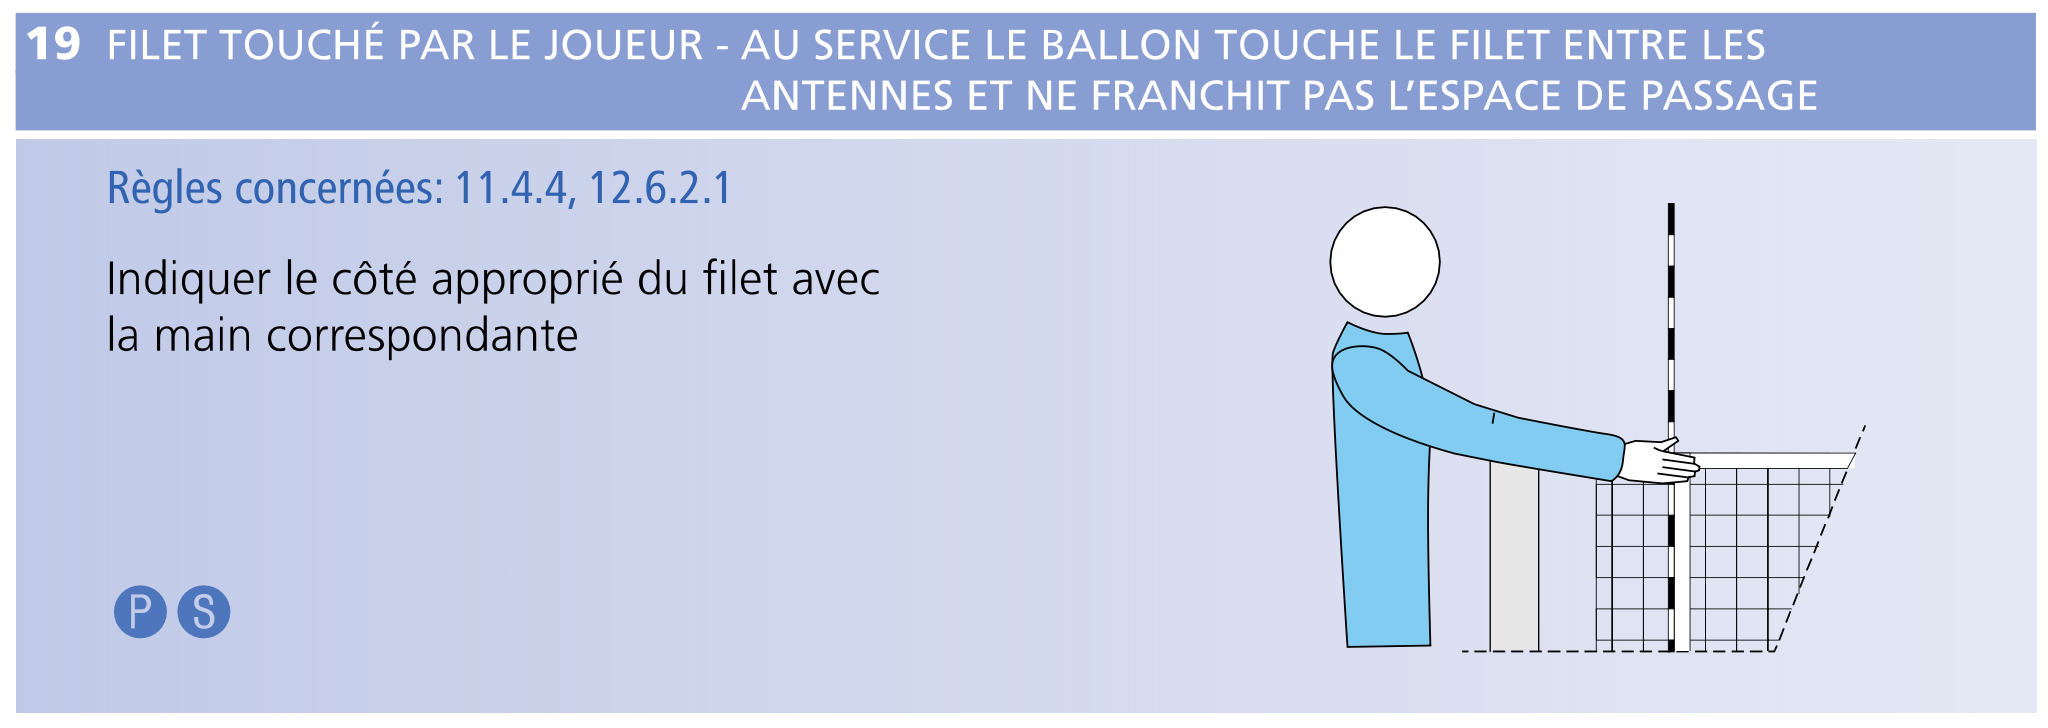 19 FILET TOUCHÉ PAR LE JOUEUR - AU SERVICE LE BALLON TOUCHE LE FILET ENTRE LES
ANTENNES ET NE FRANCHIT PAS L’ESPACE DE PASSAGE
Règles concernées: 11.4.4, 12.6.2.1
Indiquer le côté approprié du filet avec
la main correspondante
P S